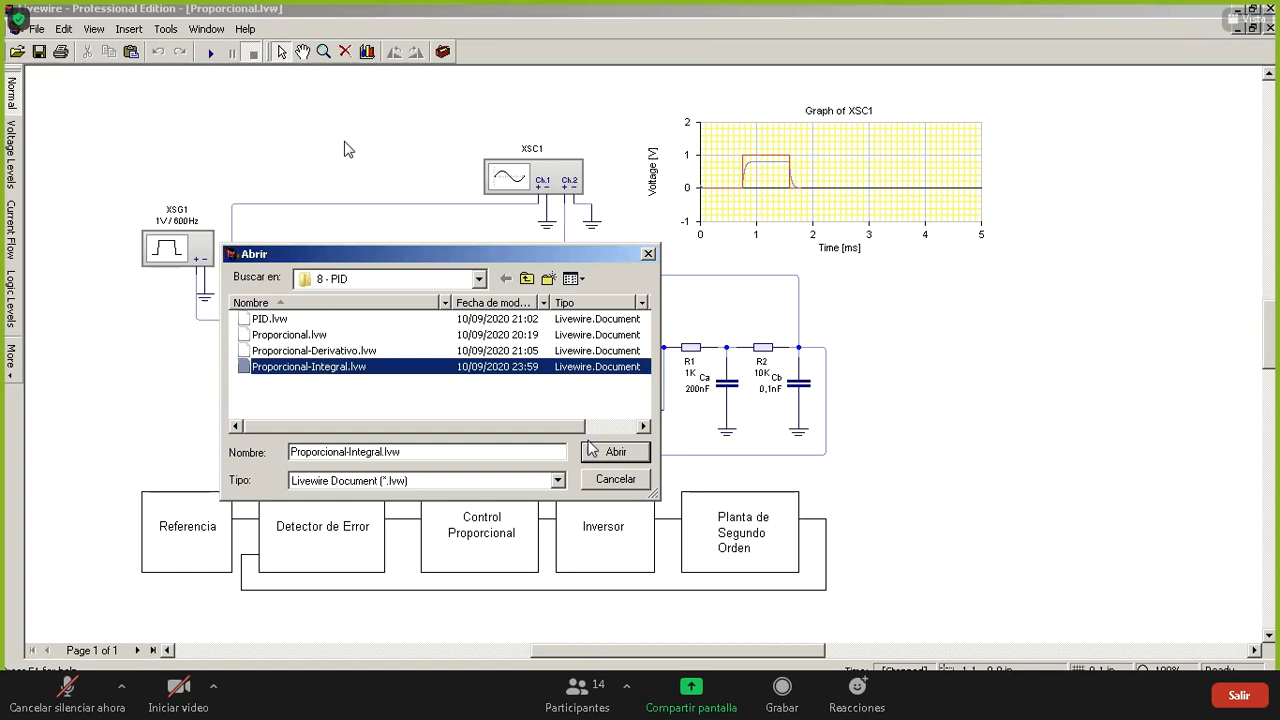 Livewire - Professional Edition - [Proporcional.lvw]
File Edit View Insert Tools Window Help
Normal
Voltage Levels
Current Flow
Logic Levels
More
Graph of XSC1
Voltage [V]
2
1
0
-1
0 1 2 3 4 5
Time [ms]
XSC1
Ch.1 Ch.2
+ - + -
XSG1
1V / 600Hz
+ -
Abrir
Buscar en: 8 - PID
Nombre Fecha de mod... Tipo
PID.lvw 10/09/2020 21:02 Livewire.Document
Proporcional.lvw 10/09/2020 20:19 Livewire.Document
Proporcional-Derivativo.lvw 10/09/2020 21:05 Livewire.Document
Proporcional-Integral.lvw 10/09/2020 23:59 Livewire.Document
Nombre: Proporcional-Integral.lvw Abrir
Tipo: Livewire Document (*.lvw) Cancelar
R1
1K
Ca
200nF
R2
10K
Cb
0.1nF
Referencia
Detector de Error
Control
Proporcional
Inversor
Planta de
Segundo
Orden
Page 1 of 1
Cancelar silenciar ahora
Iniciar video
14
Participantes
Compartir pantalla
Grabar
Reacciones
Salir